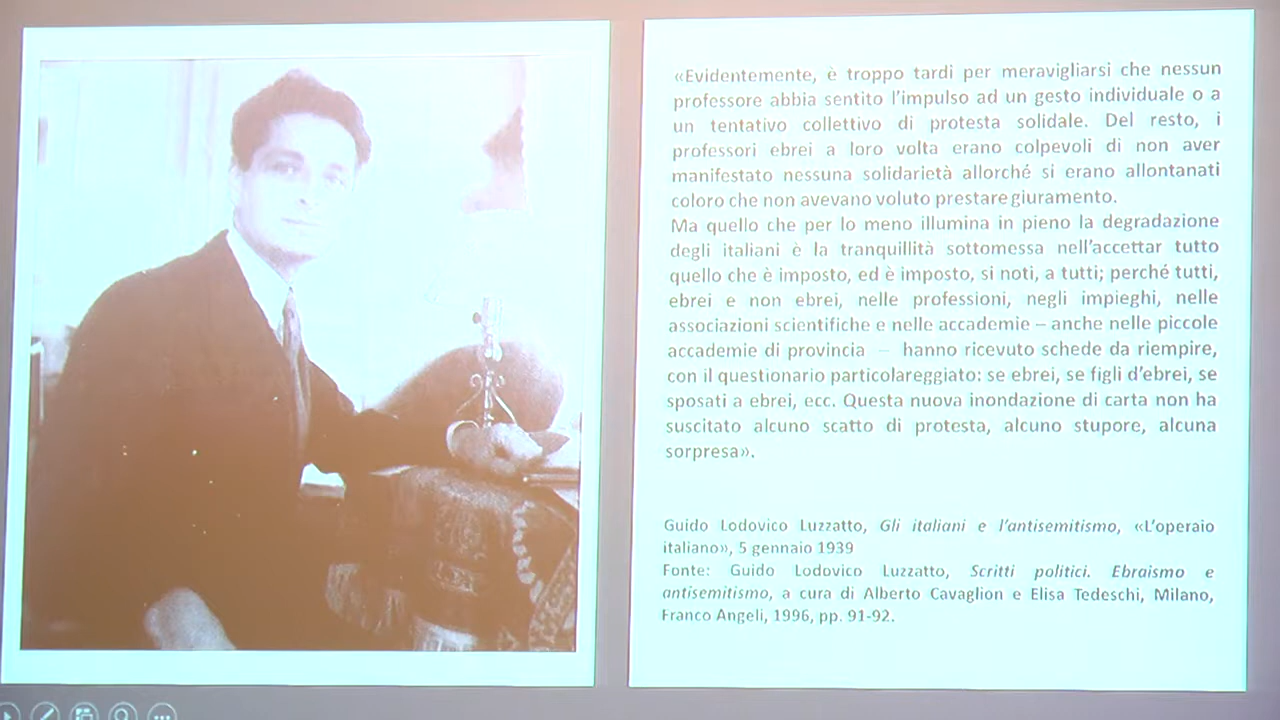 «Evidentemente, è troppo tardi per meravigliarsi che nessun
professore abbia sentito l'impulso ad un gesto individuale o a
un tentativo collettivo di protesta solidale. Del resto, i
professori ebrei a loro volta erano colpevoli di non aver
manifestato nessuna solidarietà allorché si erano allontanati
coloro che non avevano voluto prestare giuramento.
Ma quello che per lo meno illumina in pieno la degradazione
degli italiani è la tranquillità sottomessa nell'accettar tutto
quello che è imposto, ed è imposto, si noti, a tutti; perché tutti,
ebrei e non ebrei, nelle professioni, negli impieghi, nelle
associazioni scientifiche e nelle accademie – anche nelle piccole
accademie di provincia – hanno ricevuto schede da riempire,
con il questionario particolareggiato: se ebrei, se figli d'ebrei, se
sposati a ebrei, ecc. Questa nuova inondazione di carta non ha
suscitato alcuno scatto di protesta, alcuno stupore, alcuna
sorpresa».
Guido Lodovico Luzzatto, Gli italiani e l'antisemitismo, «L'operaio
italiano», 5 gennaio 1939
Fonte: Guido Lodovico Luzzatto, Scritti politici. Ebraismo e
antisemitismo, a cura di Alberto Cavaglion e Elisa Tedeschi, Milano,
Franco Angeli, 1996, pp. 91-92.